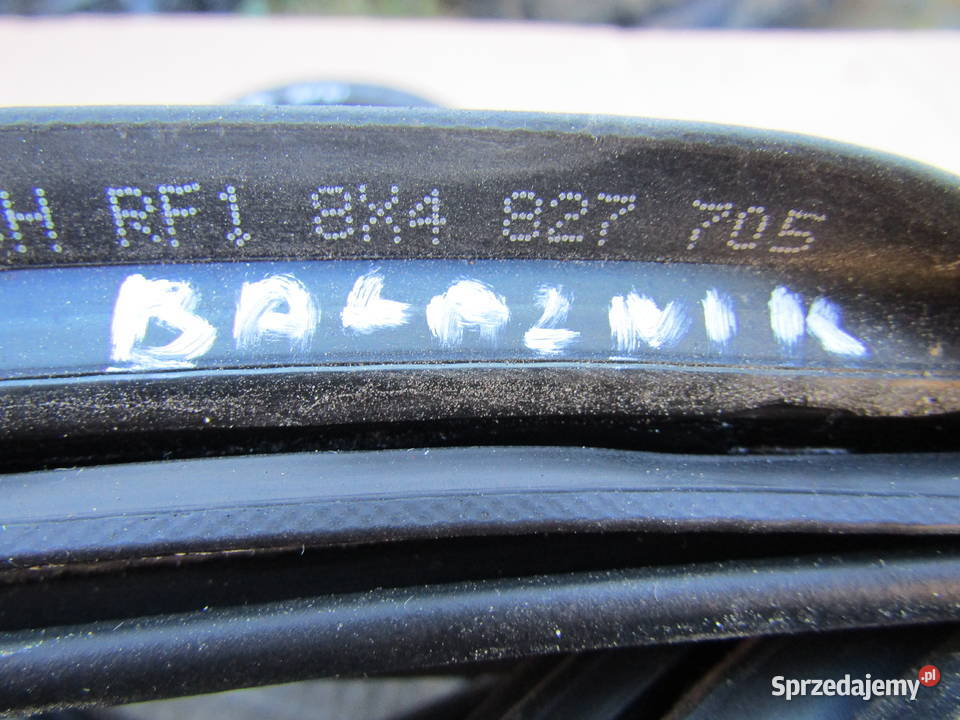 H RF1 8X4 827 705
BAGAZNIK
Sprzedajemy.pl